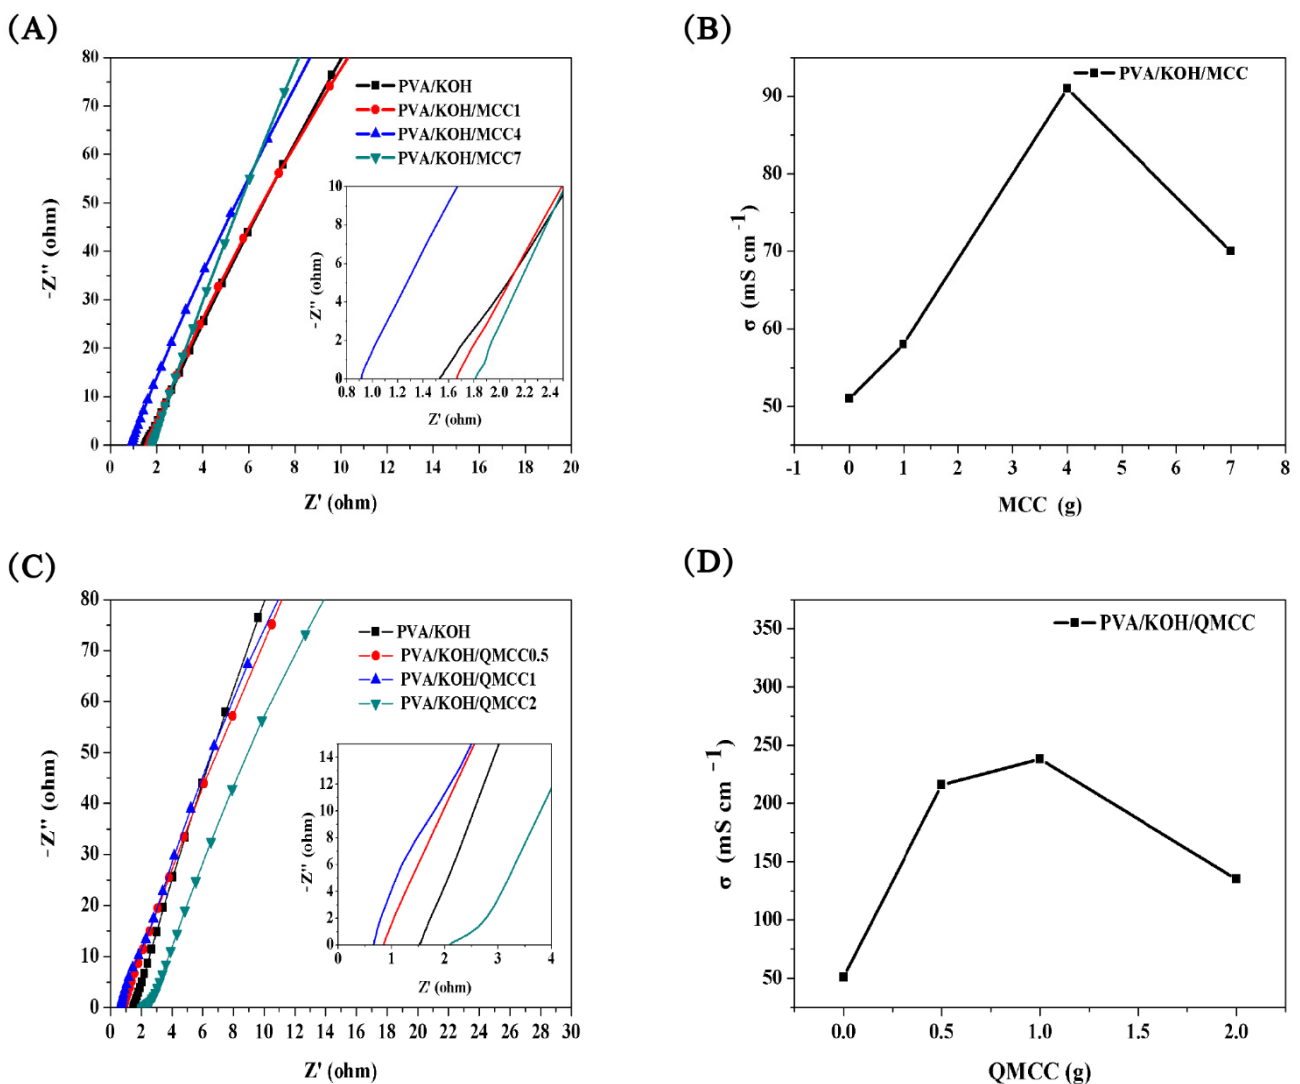 (A)
80
70
60
50
40
30
20
10
0
-Z'' (ohm)
PVA/KOH
PVA/KOH/MCC1
PVA/KOH/MCC4
PVA/KOH/MCC7
10
8
6
4
2
0
-Z'' (ohm)
0.8 1.0 1.2 1.4 1.6 1.8 2.0 2.2 2.4
Z' (ohm)
0 2 4 6 8 10 12 14 16 18 20
Z' (ohm)
(B)
90
80
70
60
50
σ (mS cm⁻¹)
PVA/KOH/MCC
-1 0 1 2 3 4 5 6 7 8
MCC (g)
(C)
80
70
60
50
40
30
20
10
0
-Z'' (ohm)
PVA/KOH
PVA/KOH/QMCC0.5
PVA/KOH/QMCC1
PVA/KOH/QMCC2
14
12
10
8
6
4
2
0
-Z'' (ohm)
0 1 2 3 4
Z' (ohm)
0 2 4 6 8 10 12 14 16 18 20 22 24 26 28 30
Z' (ohm)
(D)
350
300
250
200
150
100
50
σ (mS cm⁻¹)
PVA/KOH/QMCC
0.0 0.5 1.0 1.5 2.0
QMCC (g)